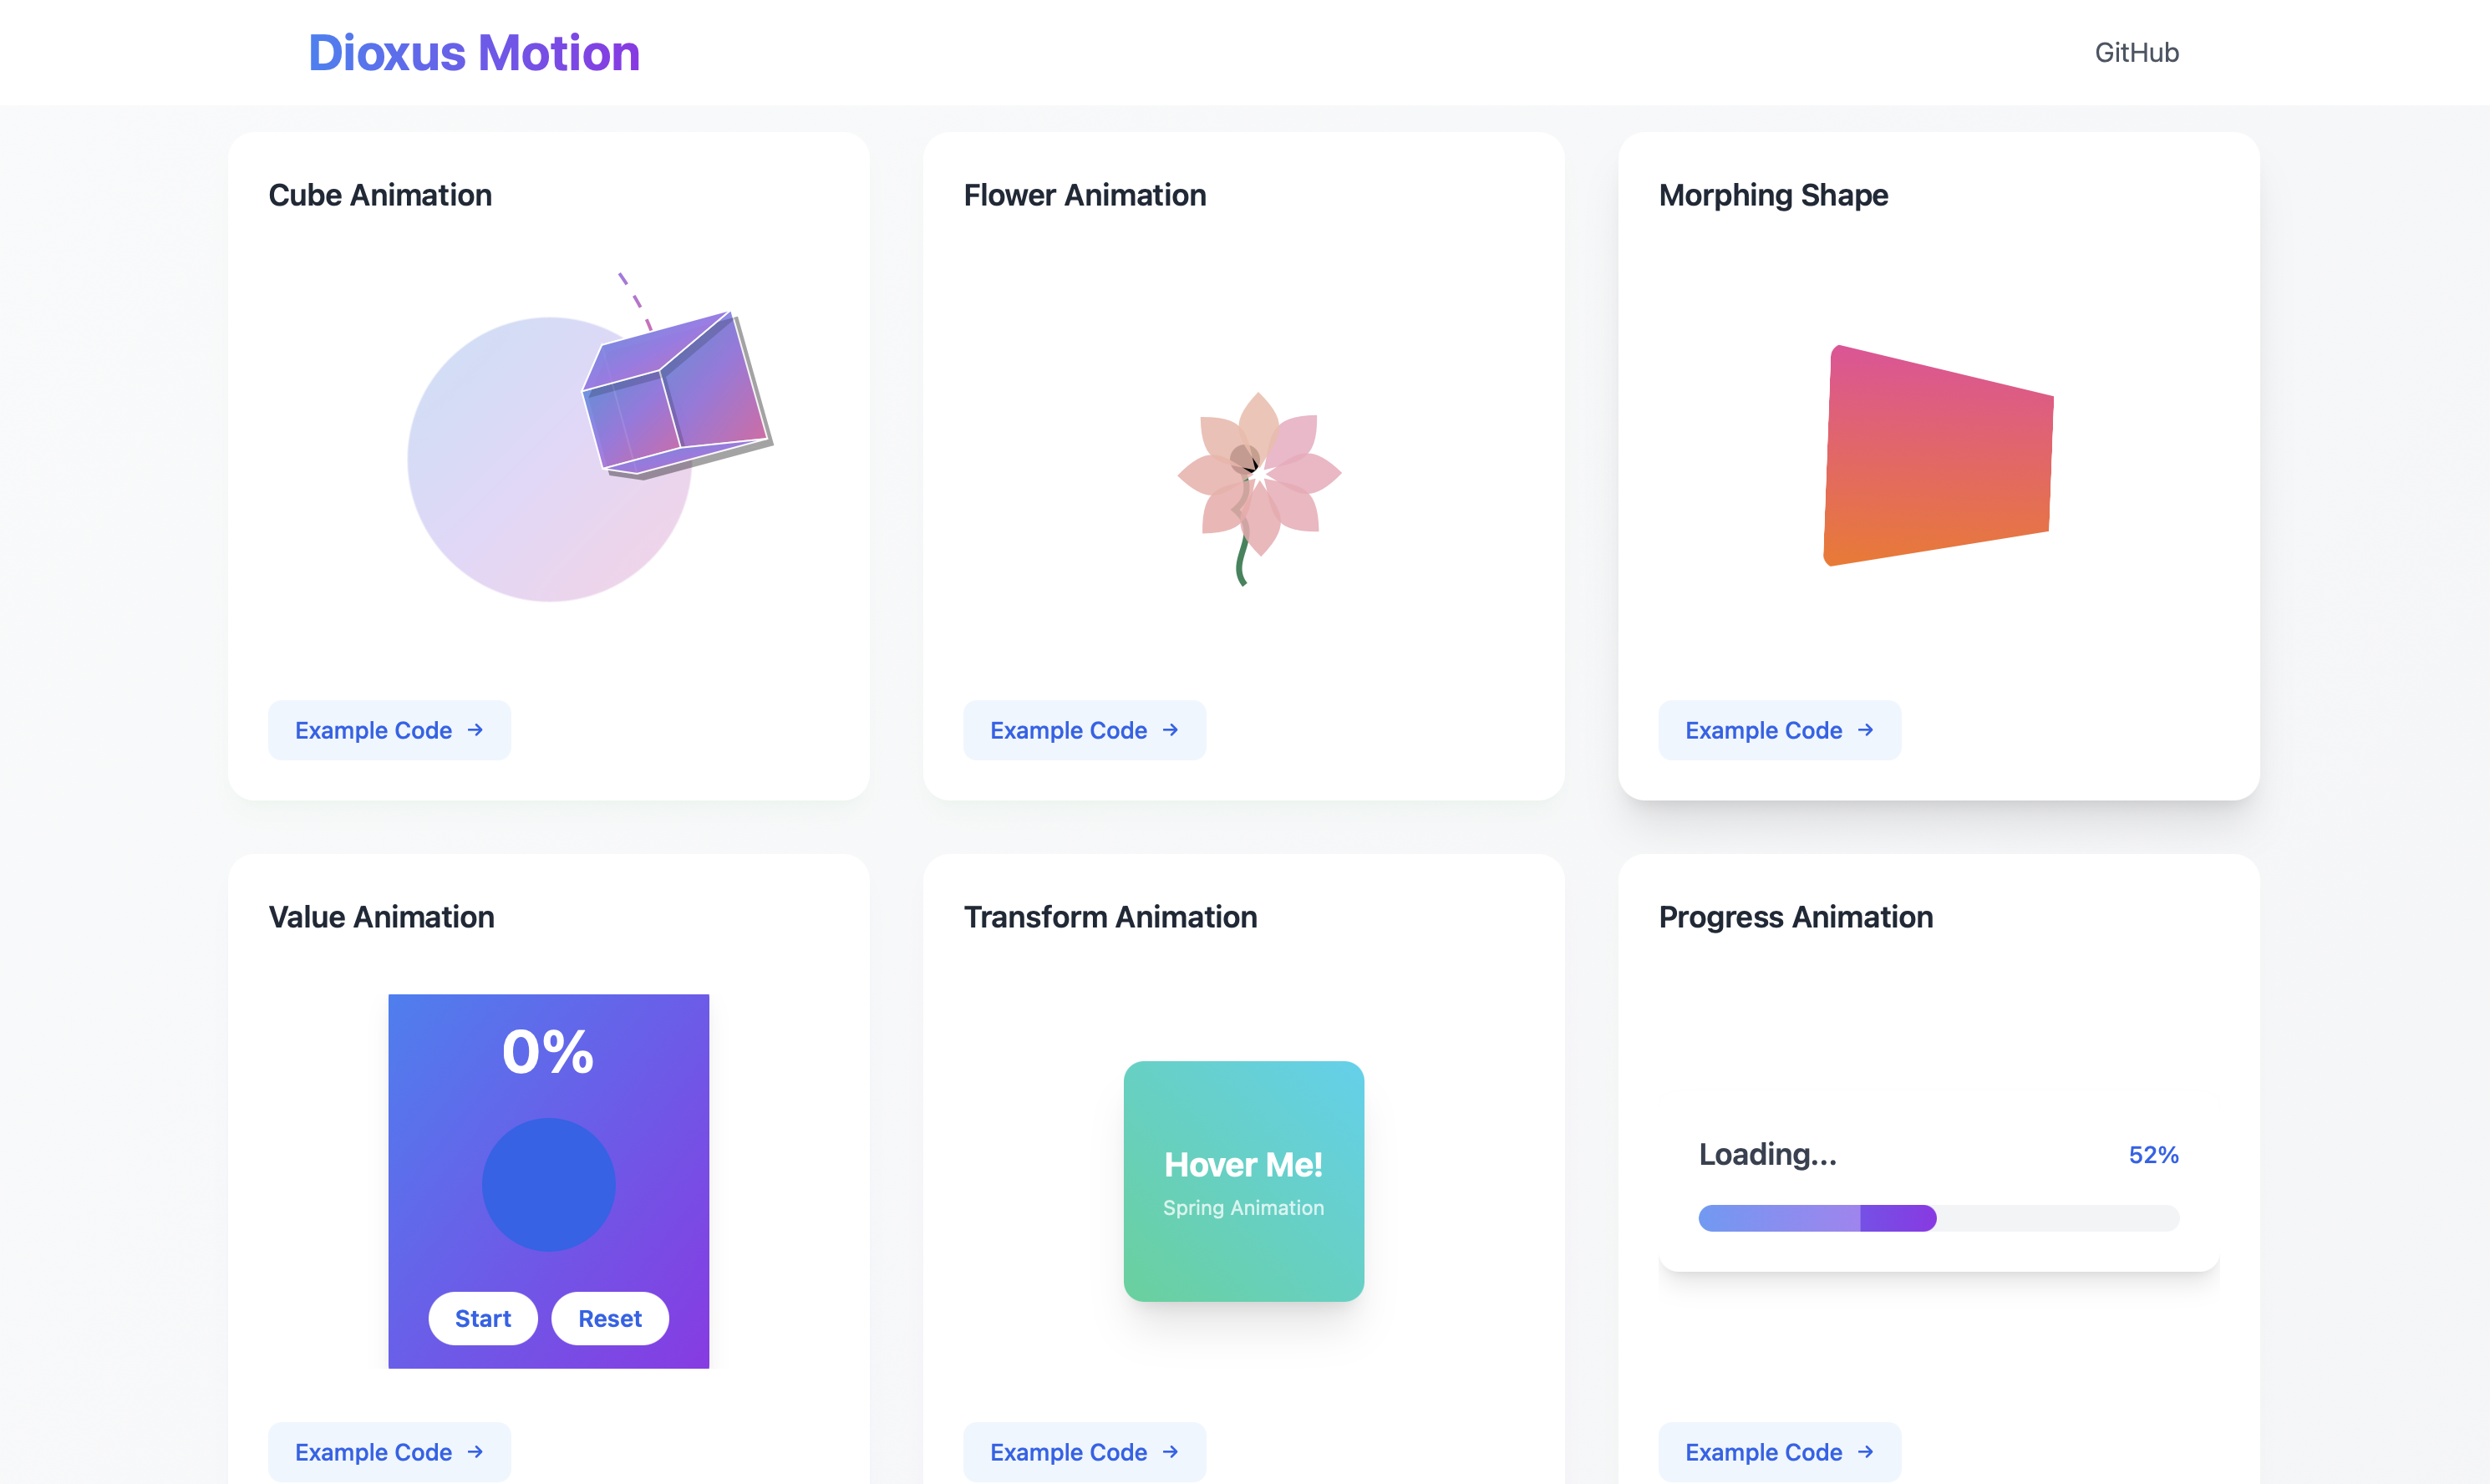 Dioxus Motion
GitHub
Cube Animation
Flower Animation
Morphing Shape
Example Code →
Example Code →
Example Code →
Value Animation
Transform Animation
Progress Animation
0%
Start
Reset
Hover Me!
Spring Animation
Loading...
52%
Example Code →
Example Code →
Example Code →